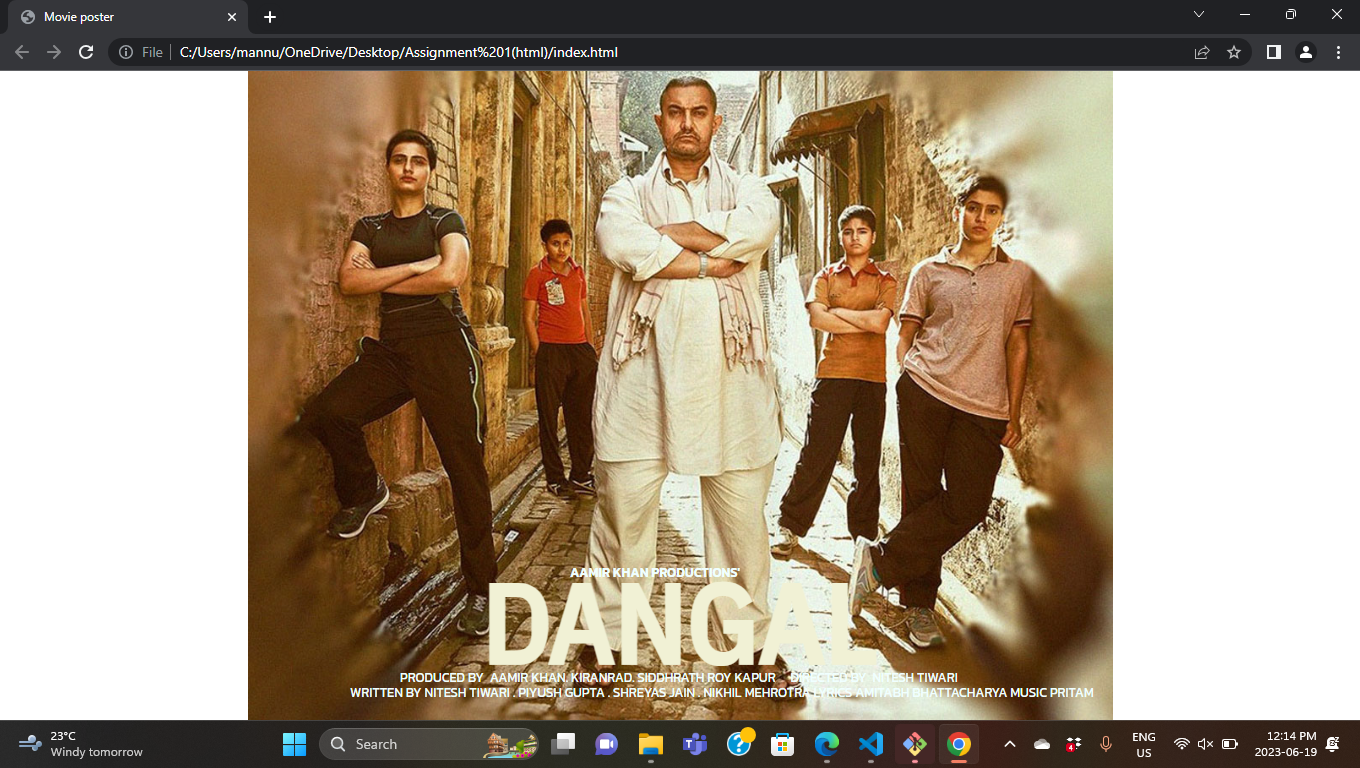 Movie poster
File
C:/Users/mannu/OneDrive/Desktop/Assignment%201(html)/index.html
AAMIR KHAN PRODUCTIONS'
DANGAL
PRODUCED BY AAMIR KHAN. KIRANRAD. SIDDHRATH ROY KAPUR . DIRECTED BY NITESH TIWARI
WRITTEN BY NITESH TIWARI . PIYUSH GUPTA . SHREYAS JAIN . NIKHIL MEHROTRA LYRICS AMITABH BHATTACHARYA MUSIC PRITAM
23°C
Windy tomorrow
Search
4
ENG
US
12:14 PM
2023-06-19